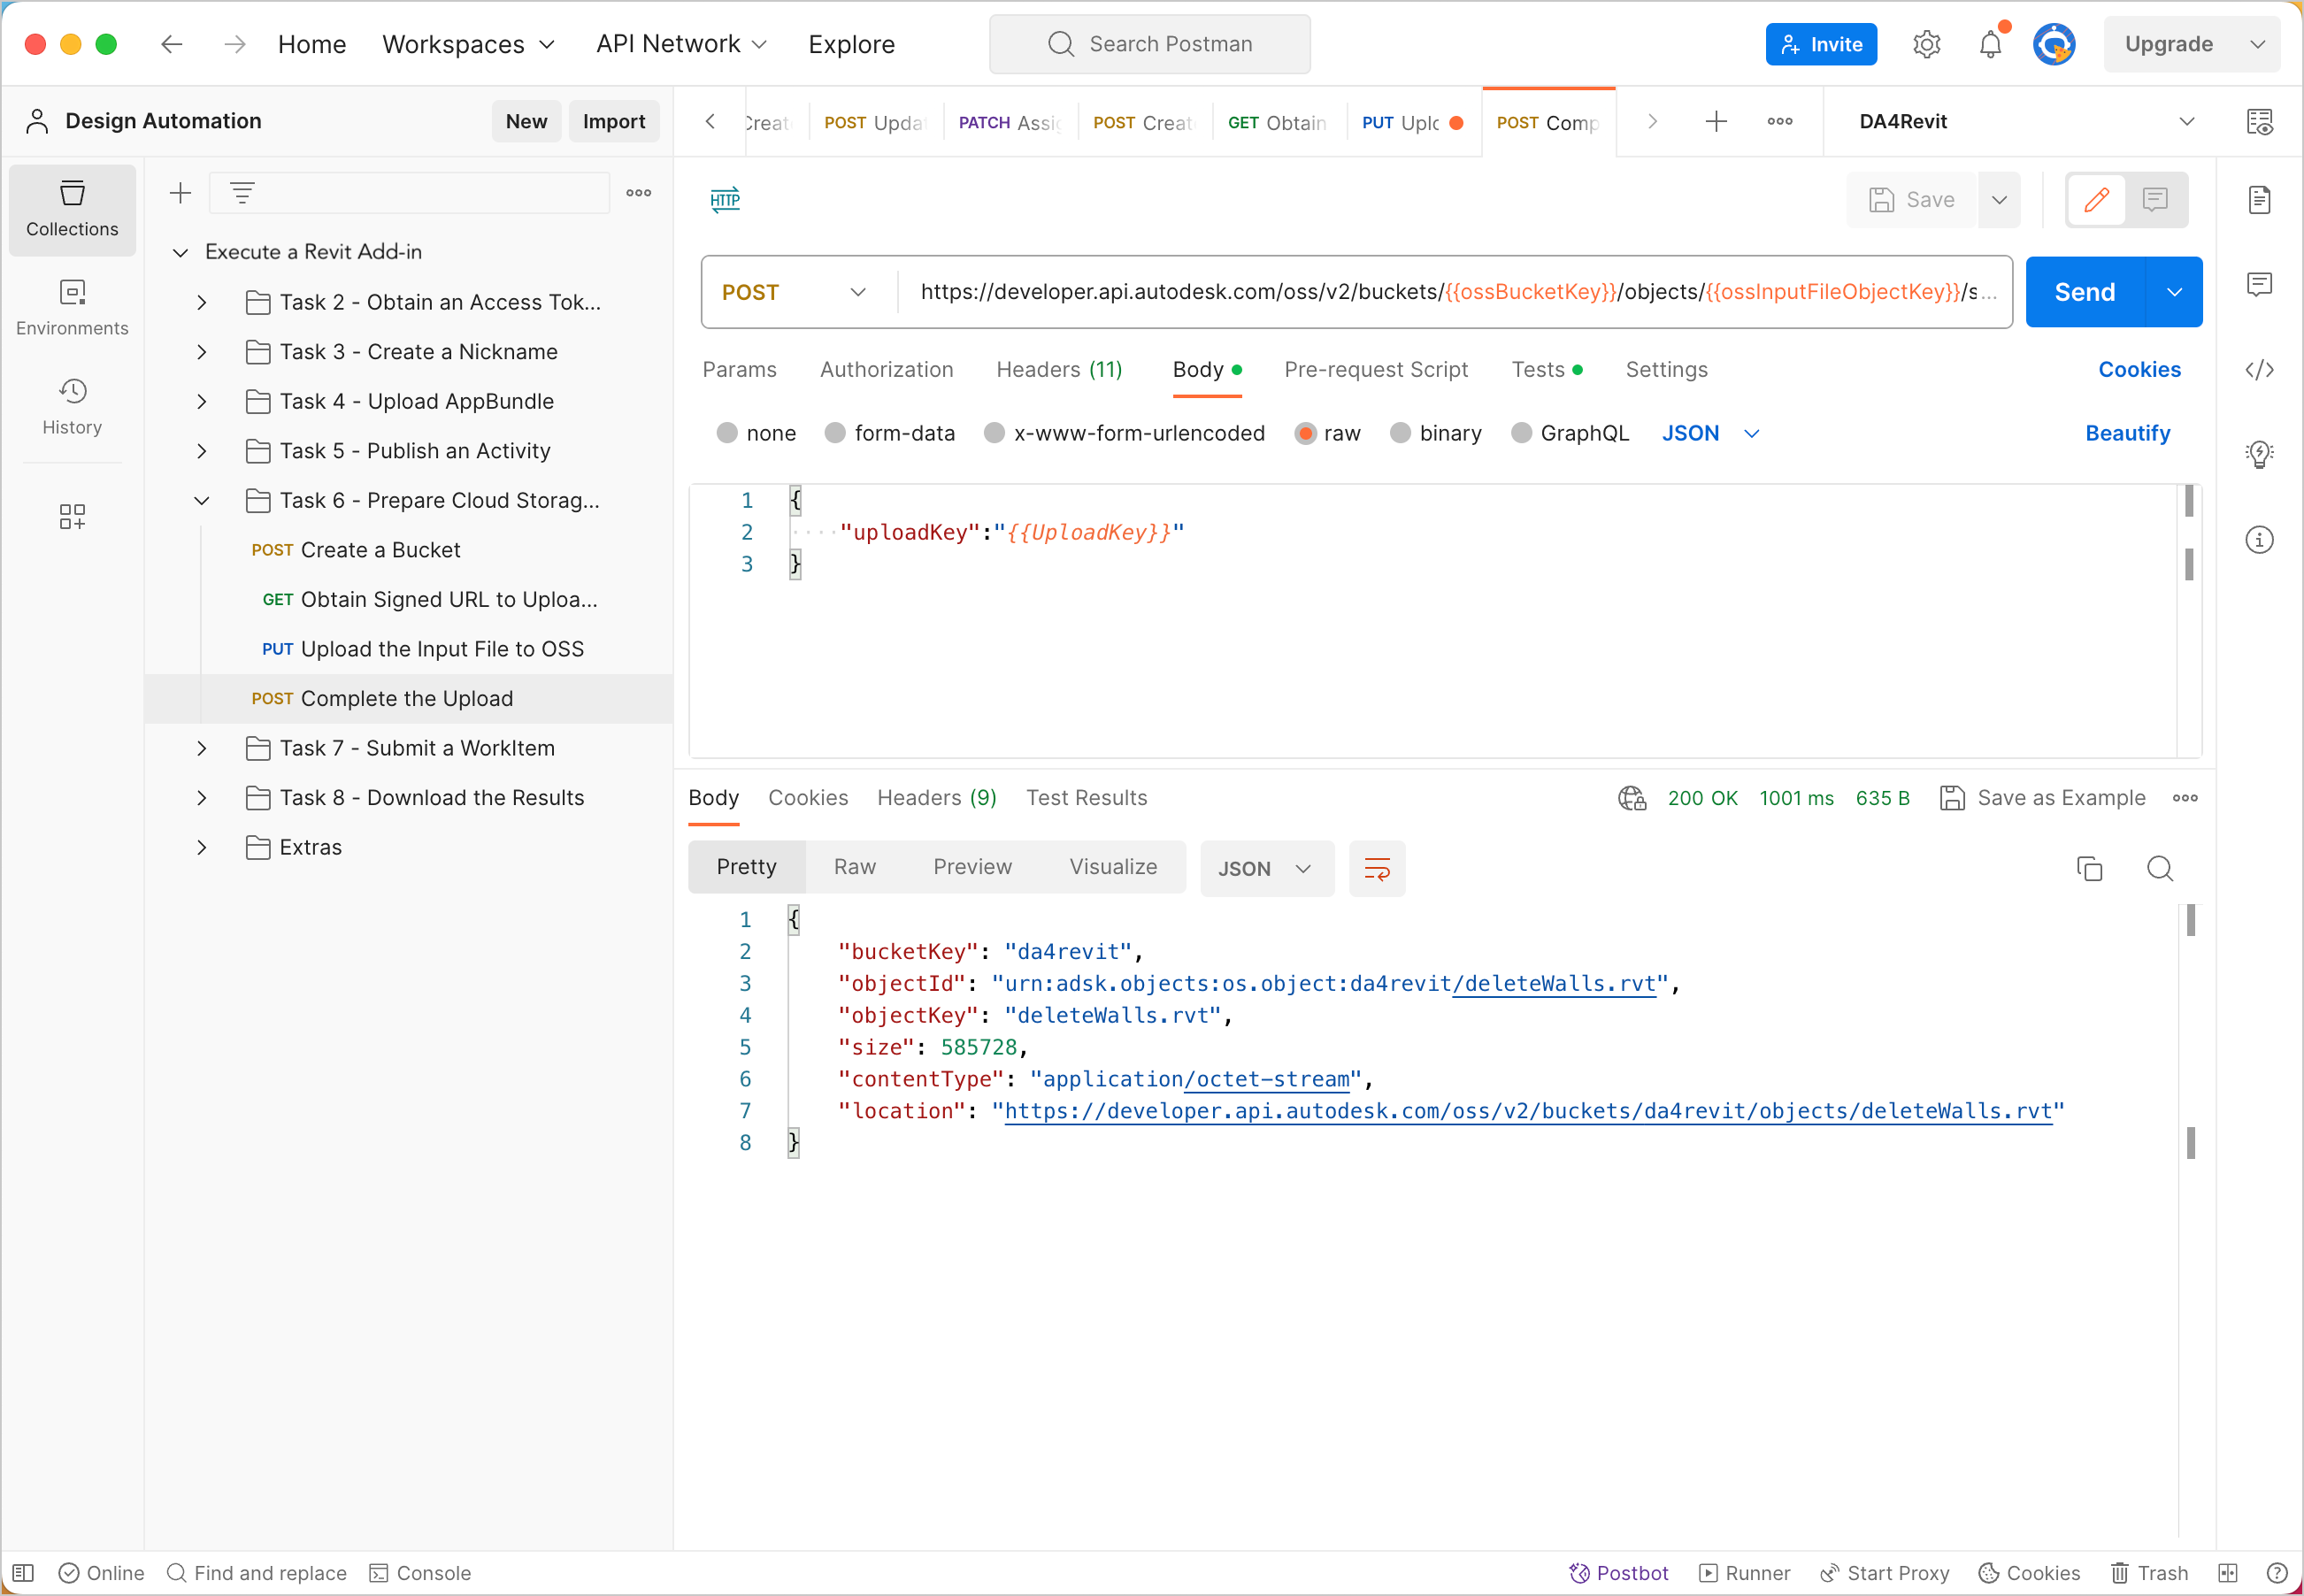 Home Workspaces API Network Explore Search Postman Invite Upgrade
Design Automation New Import
POST PATCH POST GET Obtain PUT POST Comp DA4Revit
Collections
Environments
History
Execute a Revit Add-in
Task 2 - Obtain an Access Tok...
Task 3 - Create a Nickname
Task 4 - Upload AppBundle
Task 5 - Publish an Activity
Task 6 - Prepare Cloud Storag...
POST Create a Bucket
GET Obtain Signed URL to Uploa...
PUT Upload the Input File to OSS
POST Complete the Upload
Task 7 - Submit a WorkItem
Task 8 - Download the Results
Extras
HTTP Save
POST https://developer.api.autodesk.com/oss/v2/buckets/{{ossBucketKey}}/objects/{{ossInputFileObjectKey}}/s... Send
Params Authorization Headers (11) Body Pre-request Script Tests Settings Cookies
none form-data x-www-form-urlencoded raw binary GraphQL JSON Beautify
1 {
2 "uploadKey":"{{UploadKey}}"
3 }
Body Cookies Headers (9) Test Results 200 OK 1001 ms 635 B Save as Example
Pretty Raw Preview Visualize JSON
1 {
2 "bucketKey": "da4revit",
3 "objectId": "urn:adsk.objects:os.object:da4revit/deleteWalls.rvt",
4 "objectKey": "deleteWalls.rvt",
5 "size": 585728,
6 "contentType": "application/octet-stream",
7 "location": "https://developer.api.autodesk.com/oss/v2/buckets/da4revit/objects/deleteWalls.rvt"
8 }
Online Find and replace Console Postbot Runner Start Proxy Cookies Trash